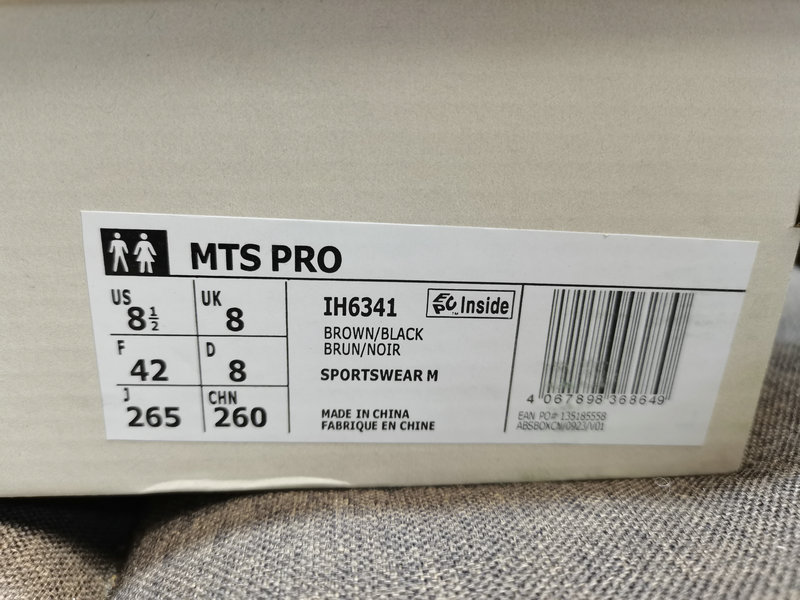 MTS PRO
US 8½
UK 8
F 42
D 8
J 265
CHN 260
IH6341
EPC™ Inside
BROWN/BLACK
BRUN/NOIR
SPORTSWEAR M
MADE IN CHINA
FABRIQUE EN CHINE
4 067898 368649
EAN PO# 135185558
ABSBOXCN/0923/V01